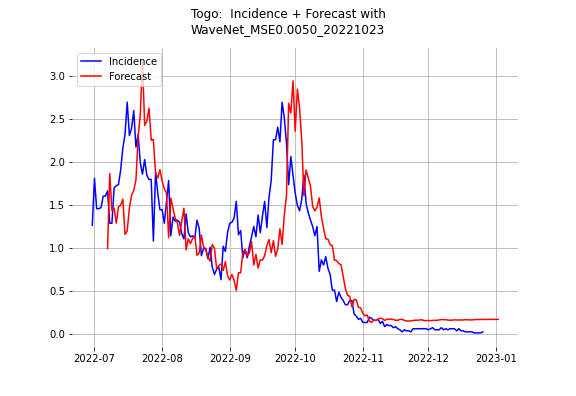 Togo:  Incidence + Forecast with
WaveNet_MSE0.0050_20221023
Incidence
Forecast
3.0
2.5
2.0
1.5
1.0
0.5
0.0
2022-07 2022-08 2022-09 2022-10 2022-11 2022-12 2023-01